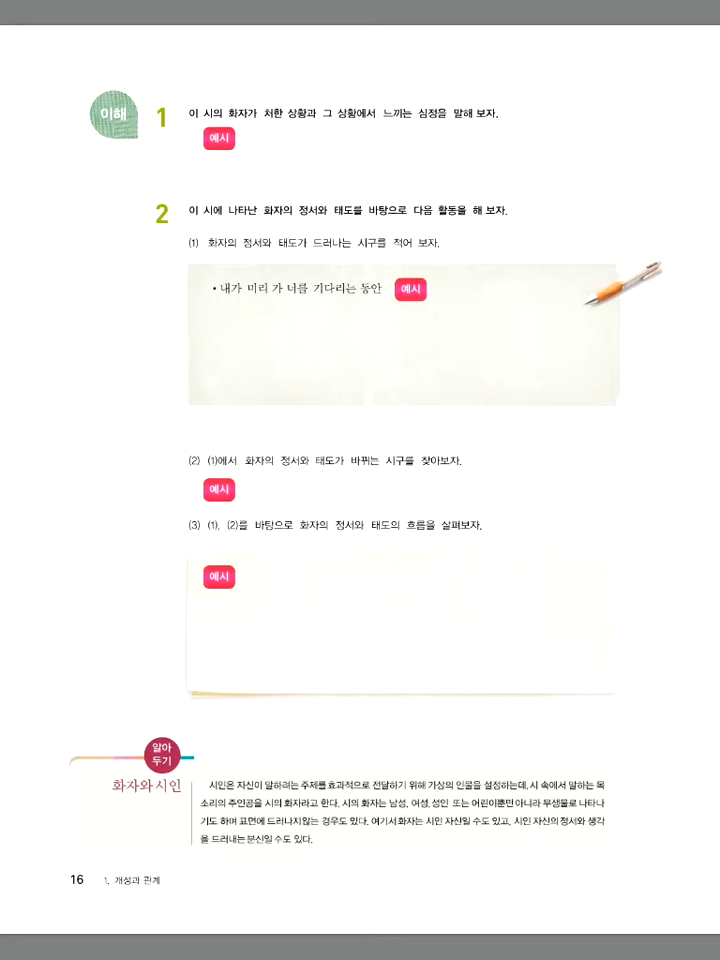 이해
1 이 시의 화자가 처한 상황과 그 상황에서 느끼는 심정을 말해 보자.
예시
2 이 시에 나타난 화자의 정서와 태도를 바탕으로 다음 활동을 해 보자.
(1) 화자의 정서와 태도가 드러나는 시구를 적어 보자.
• 내가 미리 가 너를 기다리는 동안 예시
(2) (1)에서 화자의 정서와 태도가 바뀌는 시구를 찾아보자.
예시
(3) (1), (2)를 바탕으로 화자의 정서와 태도의 흐름을 살펴보자.
예시
알아
두기
화자와 시인
시인은 자신이 말하려는 주제를 효과적으로 전달하기 위해 가상의 인물을 설정하는데, 시 속에서 말하는 목
소리의 주인공을 시의 화자라고 한다. 시의 화자는 남성, 여성, 성인 또는 어린이뿐만 아니라 무생물로 나타나
기도 하며 표면에 드러나지 않는 경우도 있다. 여기서 화자는 시인 자신일 수도 있고, 시인 자신의 정서와 생각
을 드러내는 분신일 수도 있다.
16 1. 개성과 관계